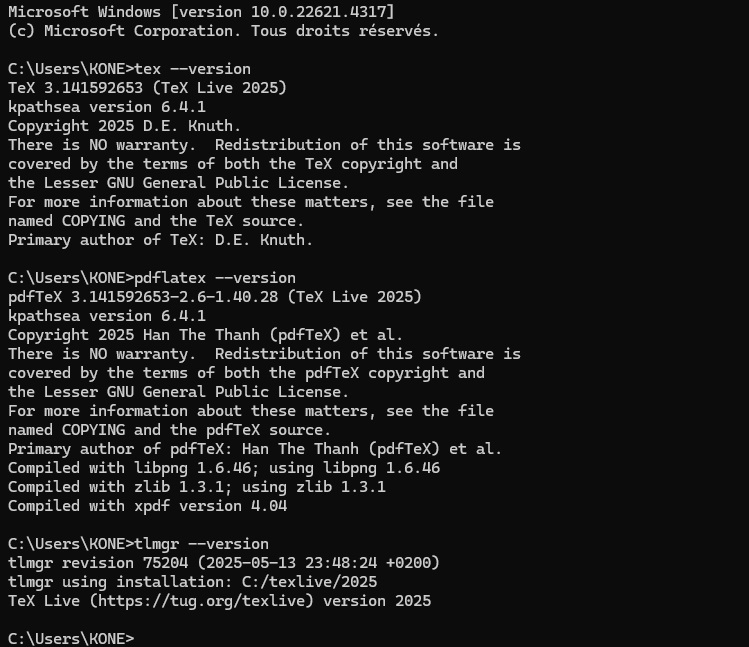 Microsoft Windows [version 10.0.22621.4317]
(c) Microsoft Corporation. Tous droits réservés.
C:\Users\KONE>tex --version
TeX 3.141592653 (TeX Live 2025)
kpathsea version 6.4.1
Copyright 2025 D.E. Knuth.
There is NO warranty.  Redistribution of this software is
covered by the terms of both the TeX copyright and
the Lesser GNU General Public License.
For more information about these matters, see the file
named COPYING and the TeX source.
Primary author of TeX: D.E. Knuth.
C:\Users\KONE>pdflatex --version
pdfTeX 3.141592653-2.6-1.40.28 (TeX Live 2025)
kpathsea version 6.4.1
Copyright 2025 Han The Thanh (pdfTeX) et al.
There is NO warranty.  Redistribution of this software is
covered by the terms of both the pdfTeX copyright and
the Lesser GNU General Public License.
For more information about these matters, see the file
named COPYING and the pdfTeX source.
Primary author of pdfTeX: Han The Thanh (pdfTeX) et al.
Compiled with libpng 1.6.46; using libpng 1.6.46
Compiled with zlib 1.3.1; using zlib 1.3.1
Compiled with xpdf version 4.04
C:\Users\KONE>tlmgr --version
tlmgr revision 75204 (2025-05-13 23:48:24 +0200)
tlmgr using installation: C:/texlive/2025
TeX Live (https://tug.org/texlive) version 2025
C:\Users\KONE>